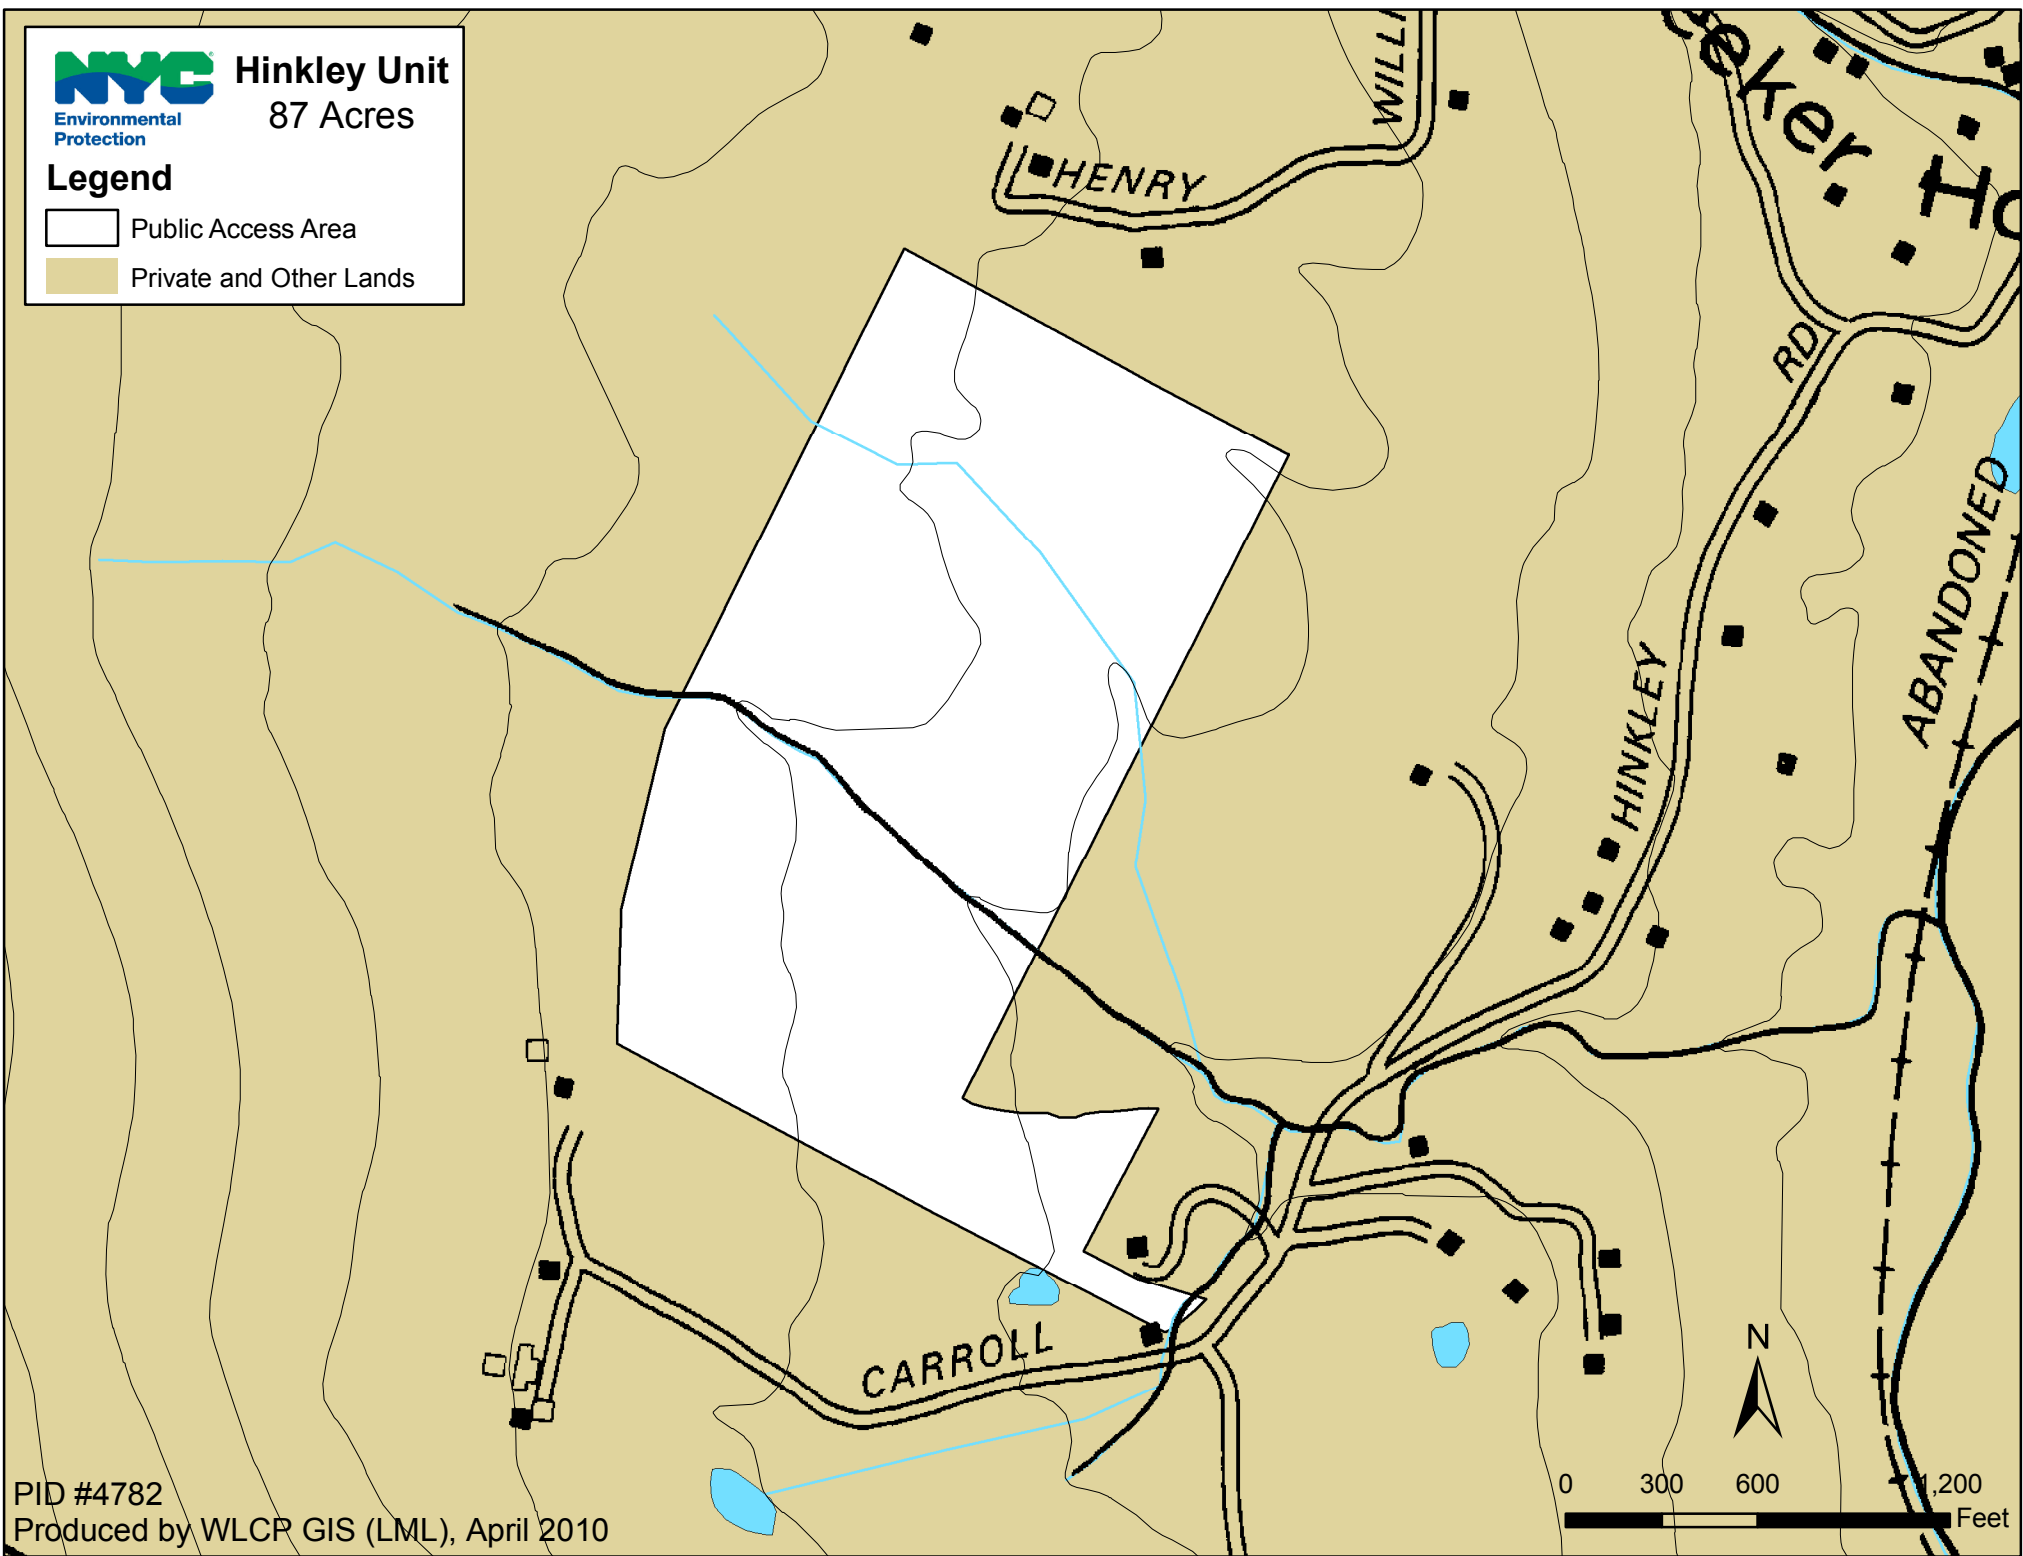 NYC
Environmental
Protection
Hinkley Unit
87 Acres
Legend
Public Access Area
Private and Other Lands
HENRY
RD
HINKLEY
ABANDONED
CARROLL
N
0 300 600 1,200
Feet
PID #4782
Produced by WLCP GIS (LML), April 2010